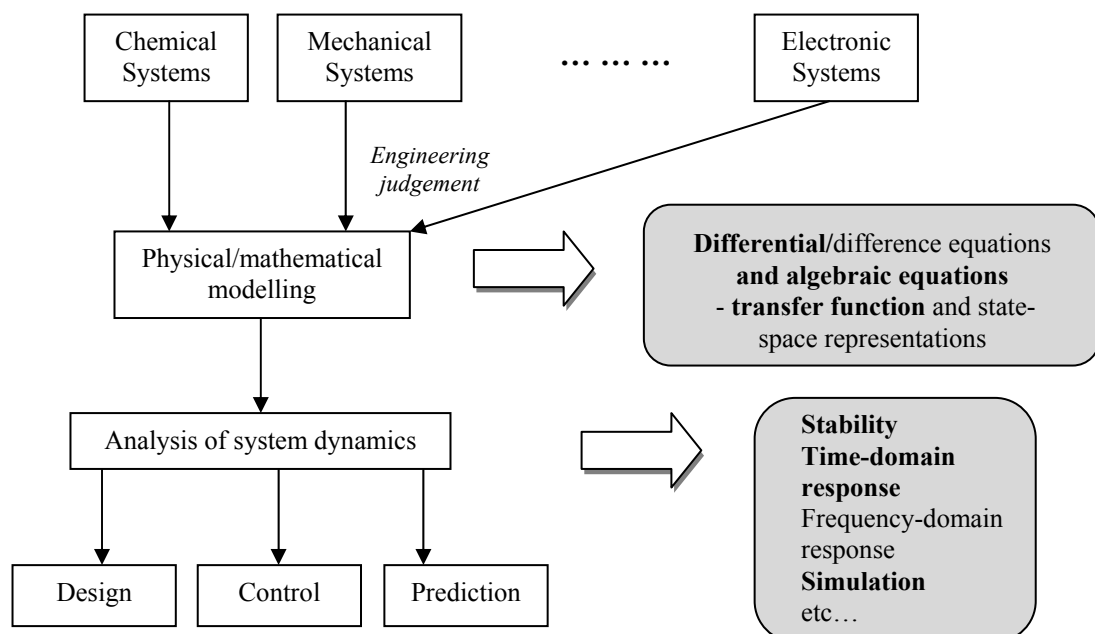 Chemical
Systems
Mechanical
Systems
… … …
Electronic
Systems
Engineering
judgement
Physical/mathematical
modelling
Differential/difference equations
and algebraic equations
- transfer function and state-
space representations
Analysis of system dynamics
Stability
Time-domain
response
Frequency-domain
response
Simulation
etc…
Design
Control
Prediction